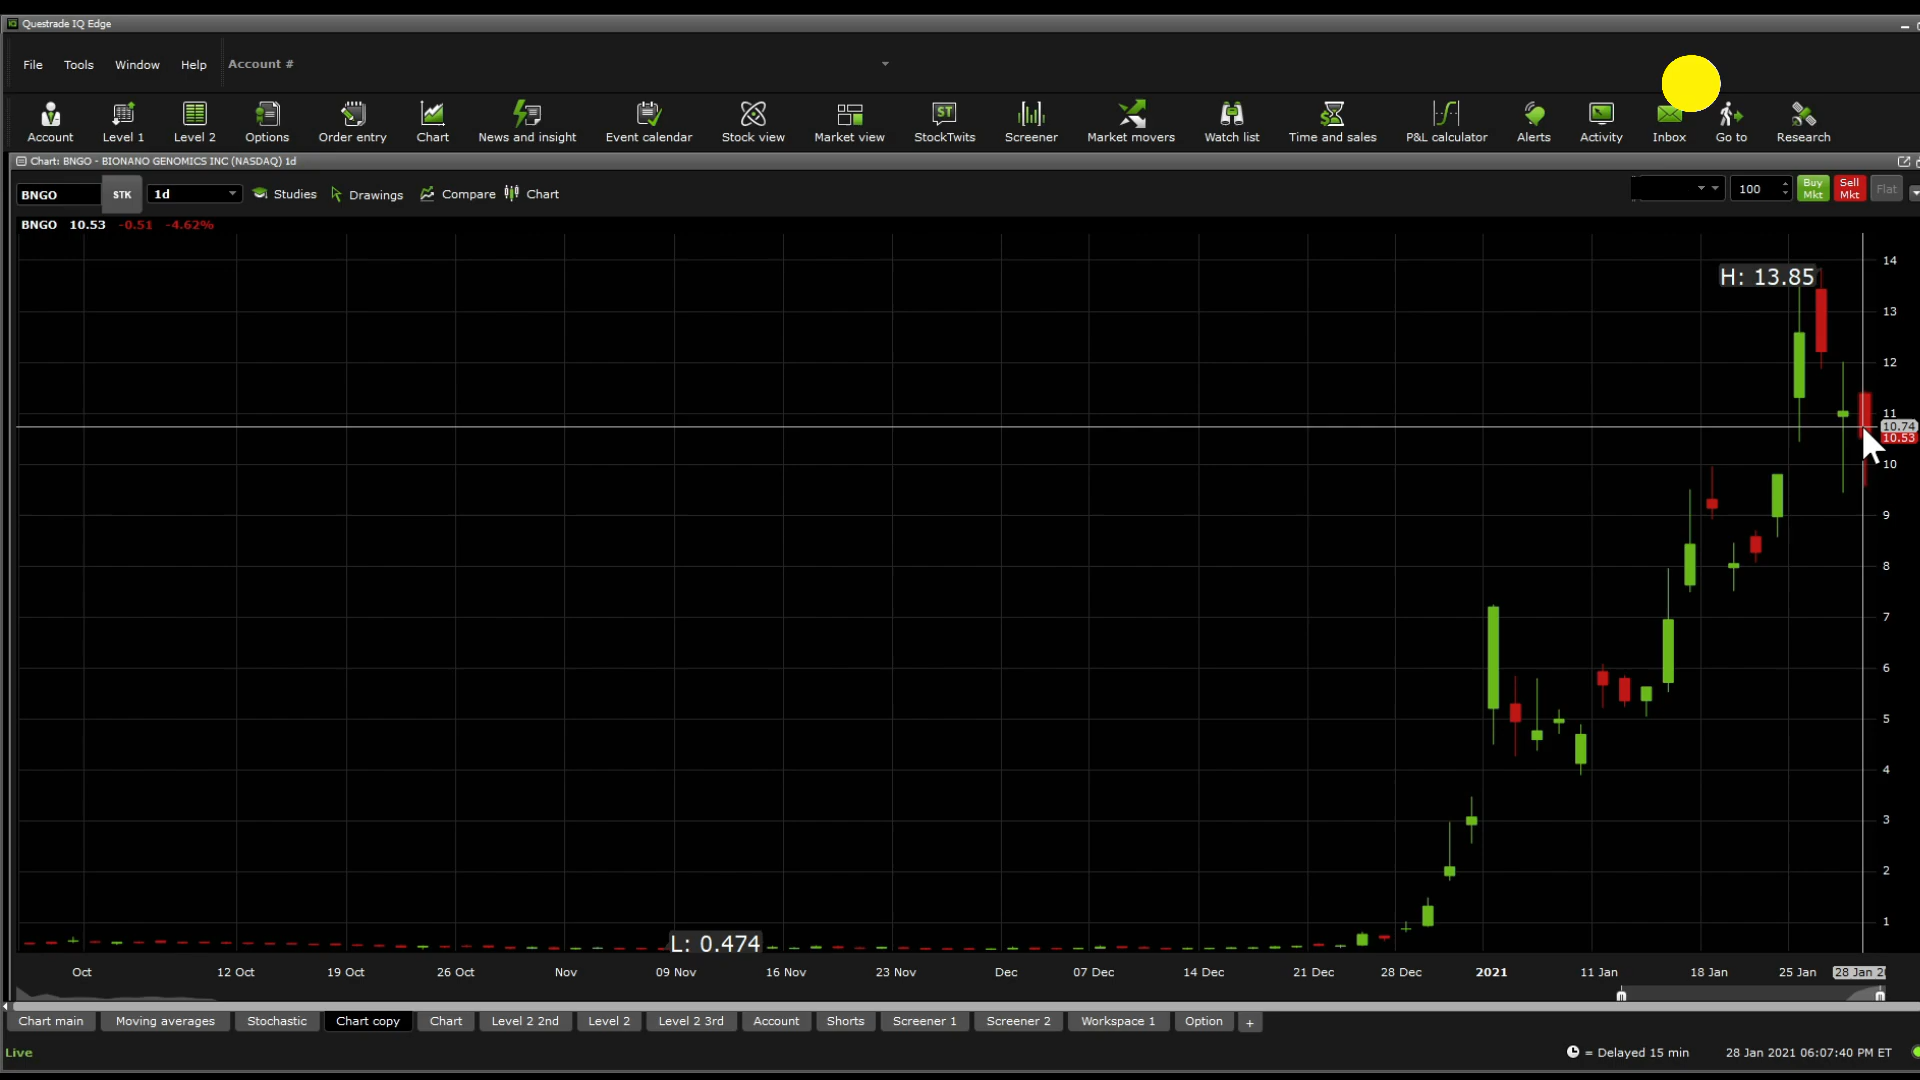 Questrade IQ Edge
File Tools Window Help Account #
Account Level 1 Level 2 Options Order entry Chart News and insight Event calendar Stock view Market view StockTwits Screener Market movers Watch list Time and sales P&L calculator Alerts Activity Inbox Go to Research
Chart: BNGO - BIONANO GENOMICS INC (NASDAQ) 1d
BNGO STK 1d Studies Drawings Compare Chart 100 Buy Mkt Sell Mkt Flat
BNGO 10.53 -0.51 -4.62%
14
H: 13.85
13
12
11
10.74
10.53
10
9
8
7
6
5
4
3
2
1
L: 0.474
Oct 12 Oct 19 Oct 26 Oct Nov 09 Nov 16 Nov 23 Nov Dec 07 Dec 14 Dec 21 Dec 28 Dec 2021 11 Jan 18 Jan 25 Jan 28 Jan 2
Chart main Moving averages Stochastic Chart copy Chart Level 2 2nd Level 2 Level 2 3rd Account Shorts Screener 1 Screener 2 Workspace 1 Option +
Live = Delayed 15 min 28 Jan 2021 06:07:40 PM ET